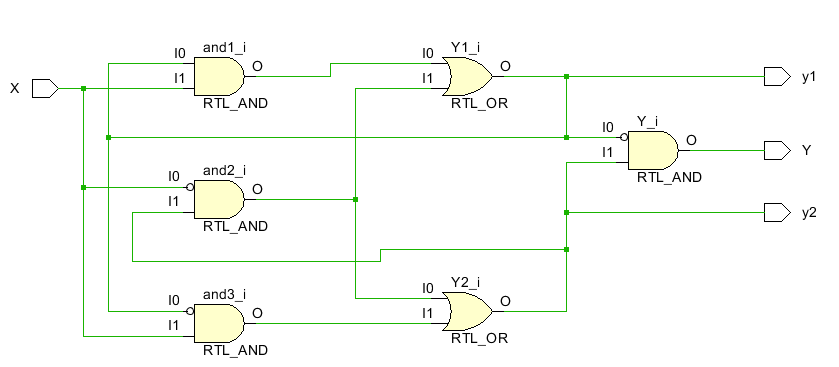 and1_i
I0
O
I1
RTL_AND
Y1_i
I0
O
I1
RTL_OR
X
y1
Y_i
I0
O
I1
RTL_AND
Y
and2_i
I0
O
I1
RTL_AND
y2
and3_i
I0
O
I1
RTL_AND
Y2_i
I0
O
I1
RTL_OR